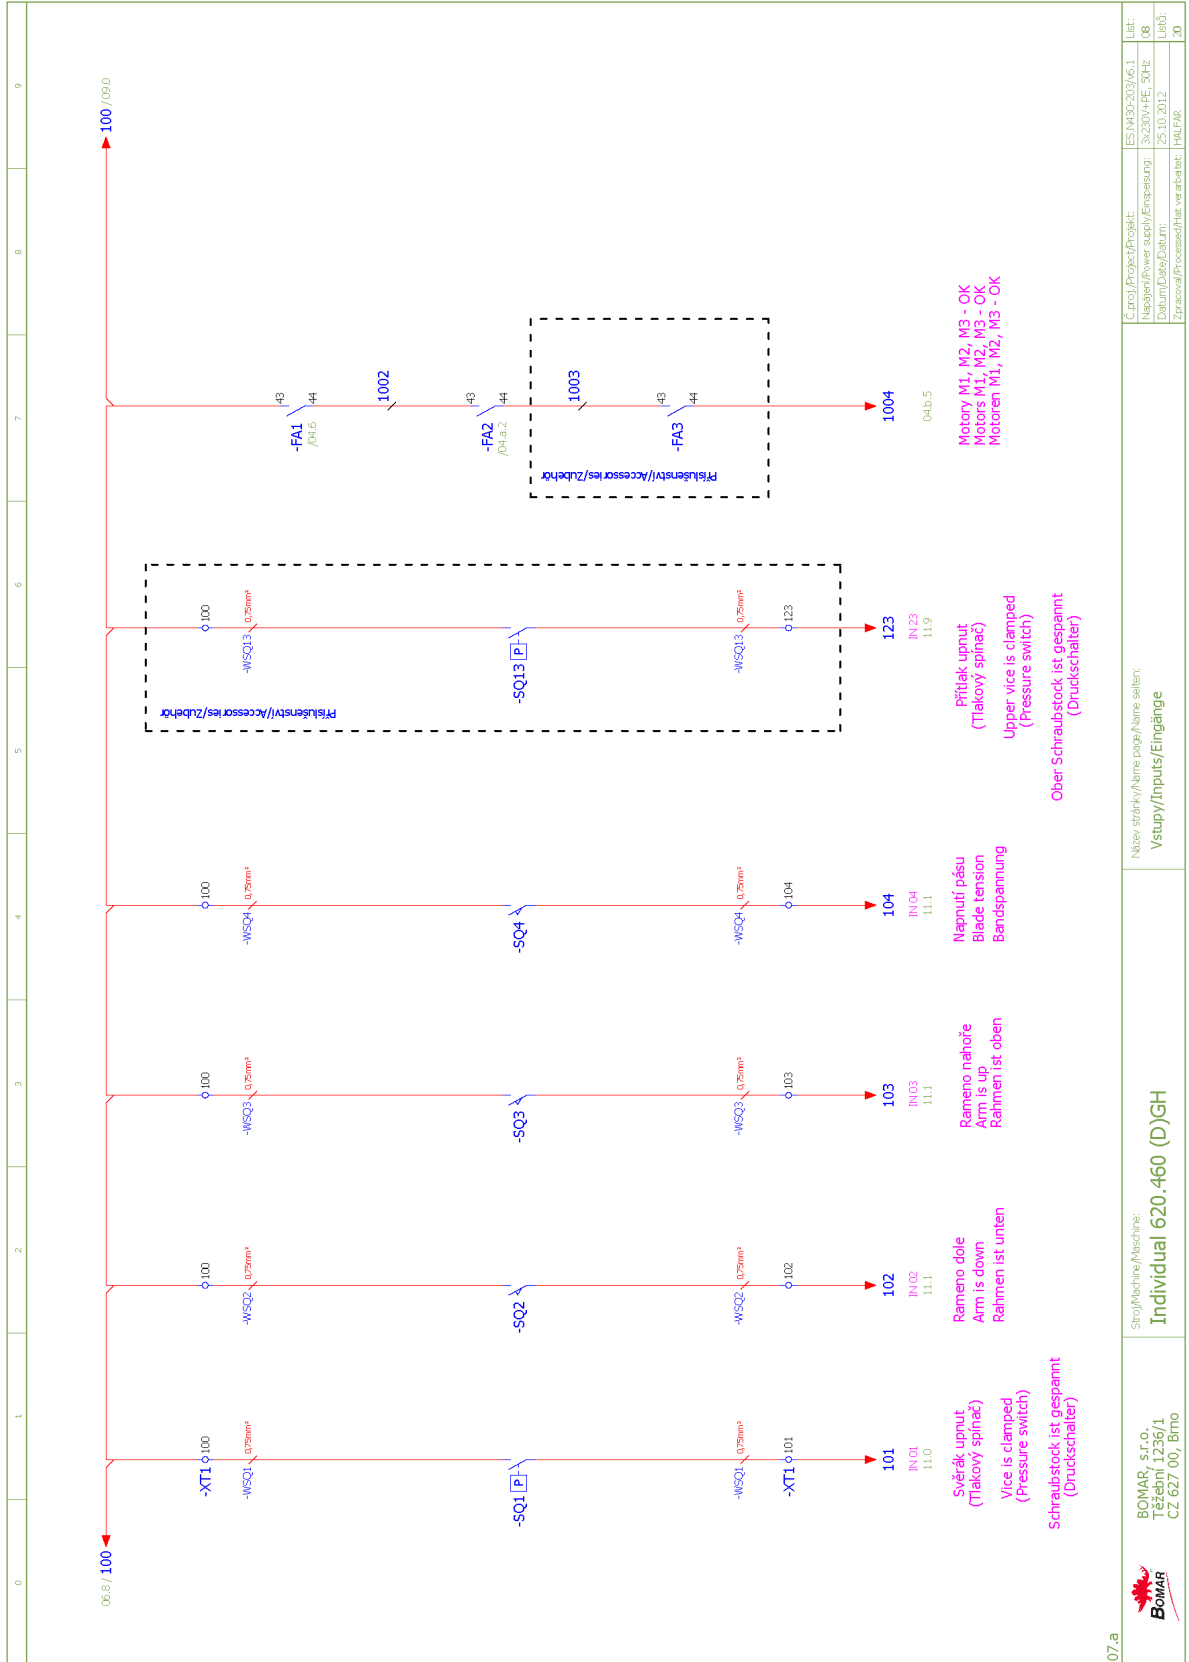 0 1 2 3 4 5 6 7 8 9
06.8 / 100
100 / 09.0
-XT1 100
-WSQ1 0,75mm²
-SQ1 P
-WSQ1 0,75mm²
-XT1 101
101
IN 01
11.0
Svěrák upnut
(Tlakový spínač)
Vice is clamped
(Pressure switch)
Schraubstock ist gespannt
(Druckschalter)
100
-WSQ2 0,75mm²
-SQ2
-WSQ2 0,75mm²
102
102
IN 02
11.1
Rameno dole
Arm is down
Rahmen ist unten
100
-WSQ3 0,75mm²
-SQ3
-WSQ3 0,75mm²
103
103
IN 03
11.1
Rameno nahoře
Arm is up
Rahmen ist oben
100
-WSQ4 0,75mm²
-SQ4
-WSQ4 0,75mm²
104
104
IN 04
11.1
Napnutí pásu
Blade tension
Bandspannung
Příslušenství/Accessories/Zubehör
100
-WSQ13 0,75mm²
-SQ13 P
-WSQ13 0,75mm²
123
123
IN 23
11.9
Přítlak upnut
(Tlakový spínač)
Upper vice is clamped
(Pressure switch)
Ober Schraubstock ist gespannt
(Druckschalter)
43
-FA1 44
/04.6
1002
43
-FA2 44
/04.a.2
1003
43
-FA3 44
Příslušenství/Accessories/Zubehör
1004
04.b.5
Motory M1, M2, M3 - OK
Motors M1, M2, M3 - OK
Motoren M1, M2, M3 - OK
07.a
BOMAR
BOMAR, s.r.o.
Těžební 1236/1
CZ 627 00, Brno
Stroj/Machine/Maschine:
Individual 620.460 (D)GH
Název stránky/Name page/Name seiten:
Vstupy/Inputs/Eingänge
Č.proj./Project/Projekt: ES.N430-203/v6.1
Napájení/Power supply/Einspeisung: 3x230V+PE, 50Hz
Datum/Date/Datum: 25.10.2012
Zpracoval/Processed/Hat verarbeitet: HALFAR
List:
08
Listů:
20